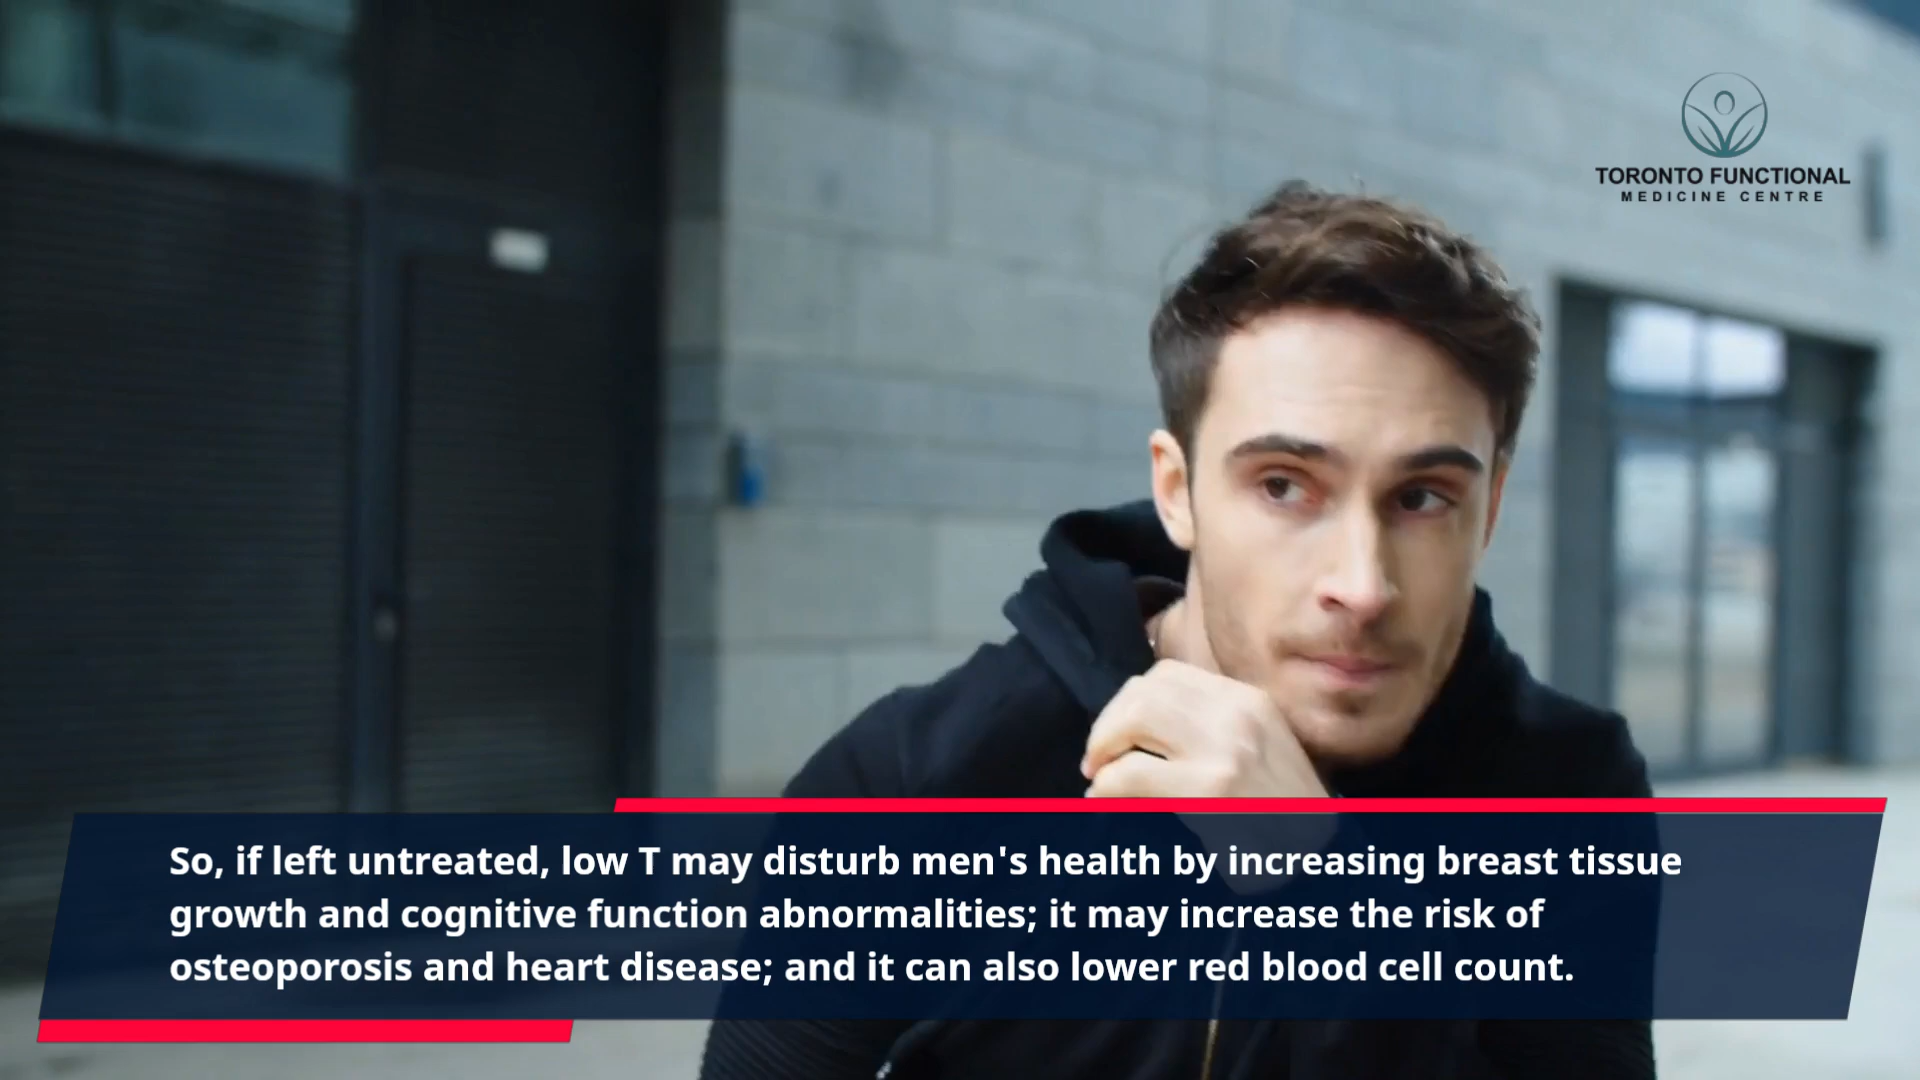 TORONTO FUNCTIONAL
MEDICINE CENTRE
So, if left untreated, low T may disturb men's health by increasing breast tissue
growth and cognitive function abnormalities; it may increase the risk of
osteoporosis and heart disease; and it can also lower red blood cell count.